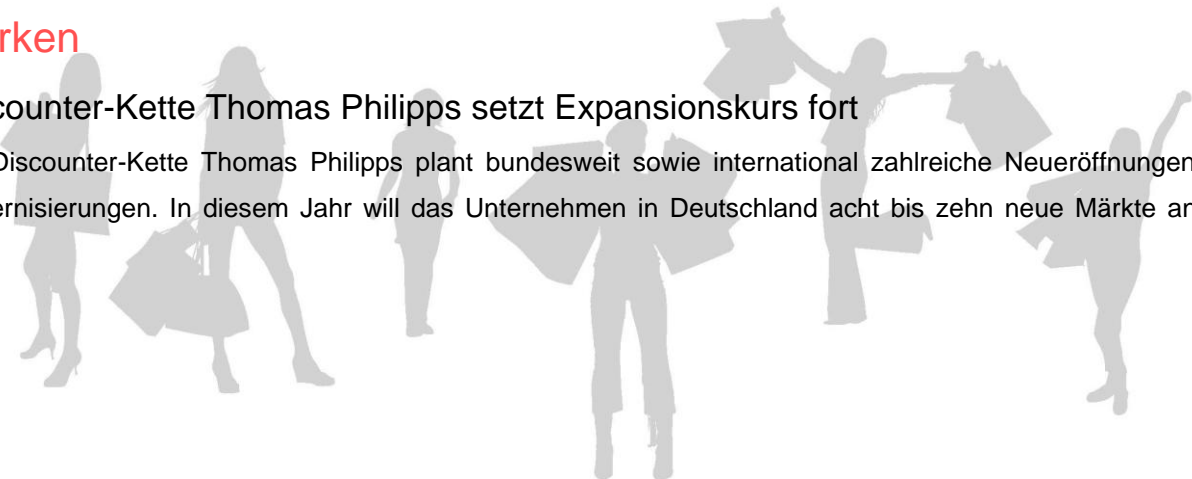 rken
counter-Kette Thomas Philipps setzt Expansionskurs fort
Discounter-Kette Thomas Philipps plant bundesweit sowie international zahlreiche Neueröffnungen
ernisierungen. In diesem Jahr will das Unternehmen in Deutschland acht bis zehn neue Märkte an